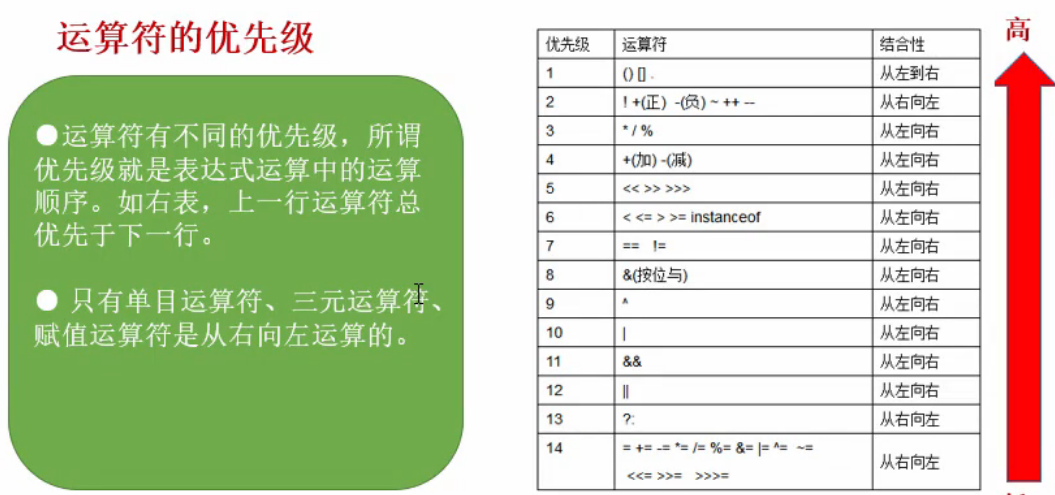 运算符的优先级
●运算符有不同的优先级，所谓
优先级就是表达式运算中的运算
顺序。如右表，上一行运算符总
优先于下一行。
● 只有单目运算符、三元运算符、
赋值运算符是从右向左运算的。
优先级 运算符 结合性
1 () [] . 从左到右
2 ! +(正) -(负) ~ ++ -- 从右向左
3 * / % 从左向右
4 +(加) -(减) 从左向右
5 << >> >>> 从左向右
6 < <= > >= instanceof 从左向右
7 == != 从左向右
8 &(按位与) 从左向右
9 ^ 从左向右
10 | 从左向右
11 && 从左向右
12 || 从左向右
13 ?: 从右向左
14 = += -= *= /= %= &= |= ^= ~= 从右向左
<<= >>= >>>=
高